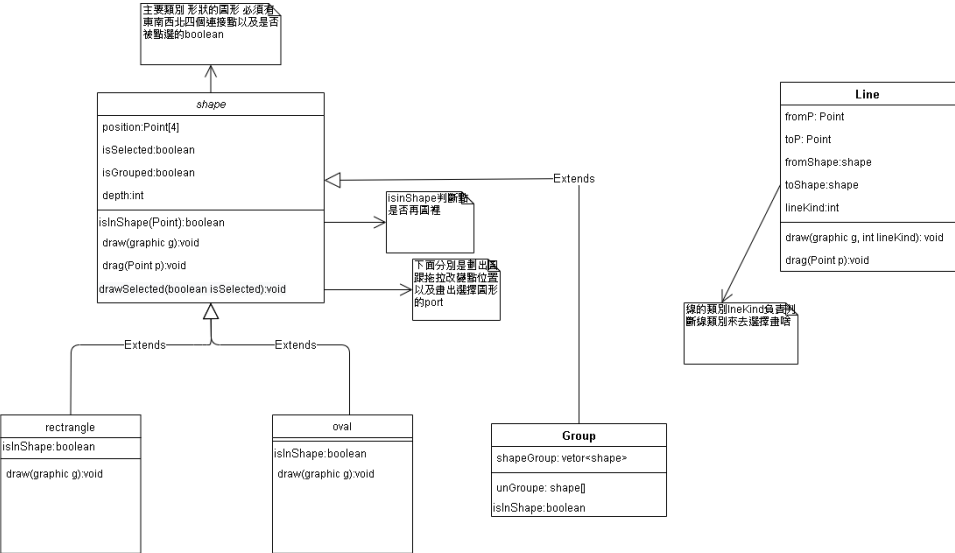 主要類別 形狀的圖形 必須有
東南西北四個連接點以及是否
被點選的boolean
shape
position:Point[4]
isSelected:boolean
isGrouped:boolean
depth:int
isInShape(Point):boolean
draw(graphic g):void
drag(Point p):void
drawSelected(boolean isSelected):void
isinShape判斷點
是否再圖裡
下面分別是劃出圖
跟拖拉改變點位置
以及畫出選擇圖形
的port
Extends
Extends
Extends
rectrangle
isInShape:boolean
draw(graphic g):void
oval
isInShape:boolean
draw(graphic g):void
Group
shapeGroup: vetor<shape>
unGroupe: shape[]
isInShape:boolean
Line
fromP: Point
toP: Point
fromShape:shape
toShape:shape
lineKind:int
draw(graphic g, int lineKind): void
drag(Point p):void
線的類別lneKind負責判
斷線類別來去選擇畫啥